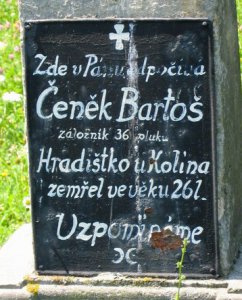 Zde v Pánu odpočívá
Čeněk Bartoš
záložník 36 pluku
Hradištko u Kolína
zemřel ve věku 26 l.
Uzpomínáme